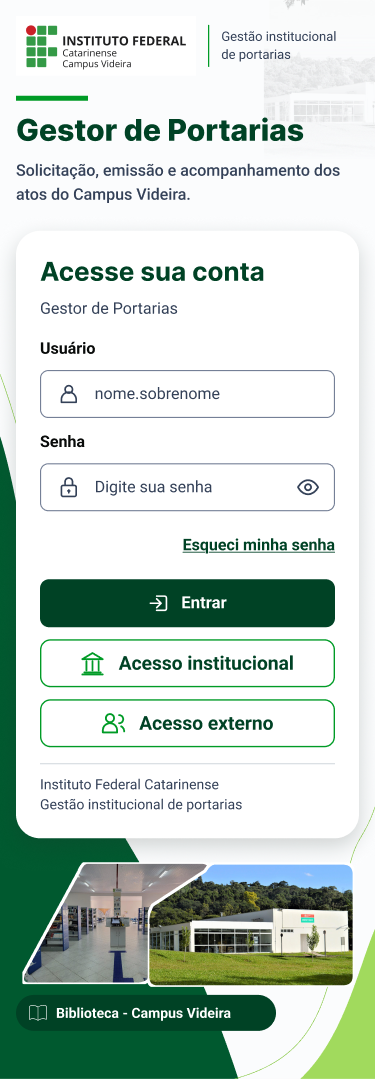 INSTITUTO FEDERAL
Catarinense
Campus Videira
Gestão institucional
de portarias
Gestor de Portarias
Solicitação, emissão e acompanhamento dos
atos do Campus Videira.
Acesse sua conta
Gestor de Portarias
Usuário
nome.sobrenome
Senha
Digite sua senha
Esqueci minha senha
Entrar
Acesso institucional
Acesso externo
Instituto Federal Catarinense
Gestão institucional de portarias
Biblioteca - Campus Videira